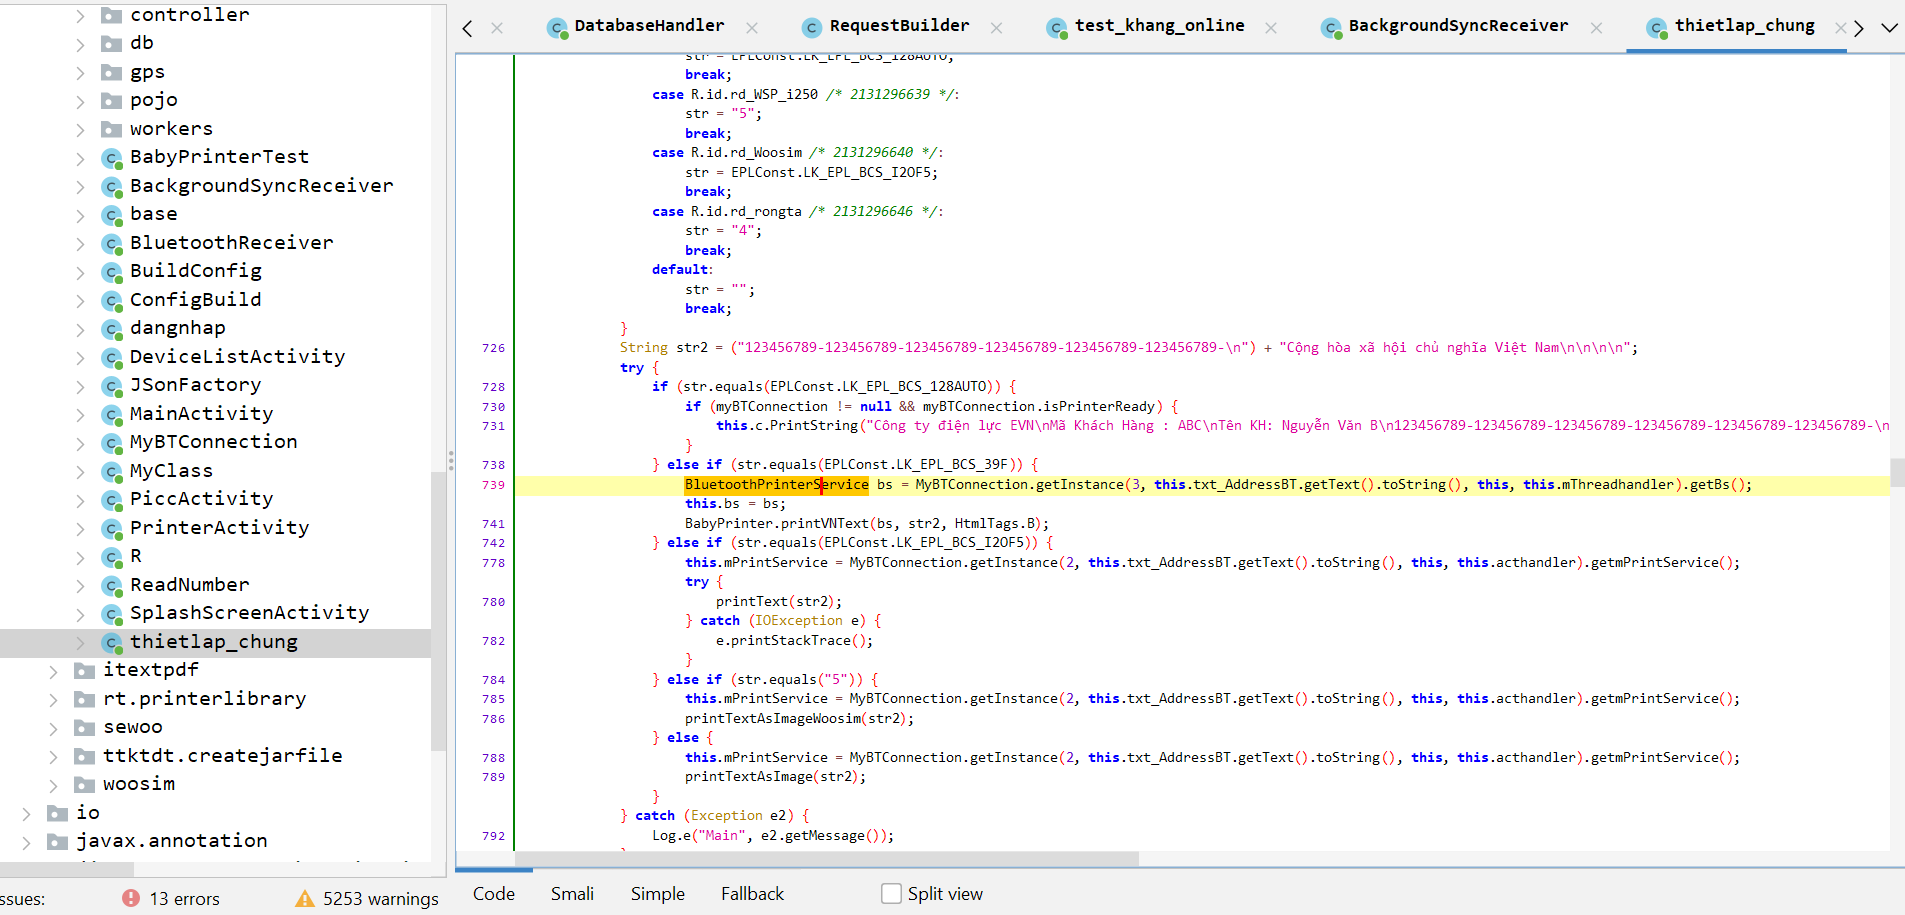 controller
db
gps
pojo
workers
BabyPrinterTest
BackgroundSyncReceiver
base
BluetoothReceiver
BuildConfig
ConfigBuild
dangnhap
DeviceListActivity
JSonFactory
MainActivity
MyBTConnection
MyClass
PiccActivity
PrinterActivity
R
ReadNumber
SplashScreenActivity
thietlap_chung
itextpdf
rt.printerlibrary
sewoo
ttktdt.createjarfile
woosim
io
javax.annotation
ssues: 13 errors 5253 warnings
DatabaseHandler RequestBuilder test_khang_online BackgroundSyncReceiver thietlap_chung
str = EPLConst.LK_EPL_BCS_128AUTO;
break;
case R.id.rd_WSP_i250 /* 2131296639 */:
str = "5";
break;
case R.id.rd_Woosim /* 2131296640 */:
str = EPLConst.LK_EPL_BCS_I2OF5;
break;
case R.id.rd_rongta /* 2131296646 */:
str = "4";
break;
default:
str = "";
break;
}
726 String str2 = ("123456789-123456789-123456789-123456789-123456789-123456789-\n") + "Cộng hòa xã hội chủ nghĩa Việt Nam\n\n\n\n";
try {
728 if (str.equals(EPLConst.LK_EPL_BCS_128AUTO)) {
730 if (myBTConnection != null && myBTConnection.isPrinterReady) {
731 this.c.PrintString("Công ty điện lực EVN\nMã Khách Hàng : ABC\nTên KH: Nguyễn Văn B\n123456789-123456789-123456789-123456789-123456789-123456789-\n
}
738 } else if (str.equals(EPLConst.LK_EPL_BCS_39F)) {
739 BluetoothPrinterService bs = MyBTConnection.getInstance(3, this.txt_AddressBT.getText().toString(), this, this.mThreadhandler).getBs();
this.bs = bs;
741 BabyPrinter.printVNText(bs, str2, HtmlTags.B);
742 } else if (str.equals(EPLConst.LK_EPL_BCS_I2OF5)) {
778 this.mPrintService = MyBTConnection.getInstance(2, this.txt_AddressBT.getText().toString(), this, this.acthandler).getmPrintService();
try {
780 printText(str2);
} catch (IOException e) {
782 e.printStackTrace();
}
784 } else if (str.equals("5")) {
785 this.mPrintService = MyBTConnection.getInstance(2, this.txt_AddressBT.getText().toString(), this, this.acthandler).getmPrintService();
786 printTextAsImageWoosim(str2);
} else {
788 this.mPrintService = MyBTConnection.getInstance(2, this.txt_AddressBT.getText().toString(), this, this.acthandler).getmPrintService();
789 printTextAsImage(str2);
}
} catch (Exception e2) {
792 Log.e("Main", e2.getMessage());
Code Smali Simple Fallback Split view